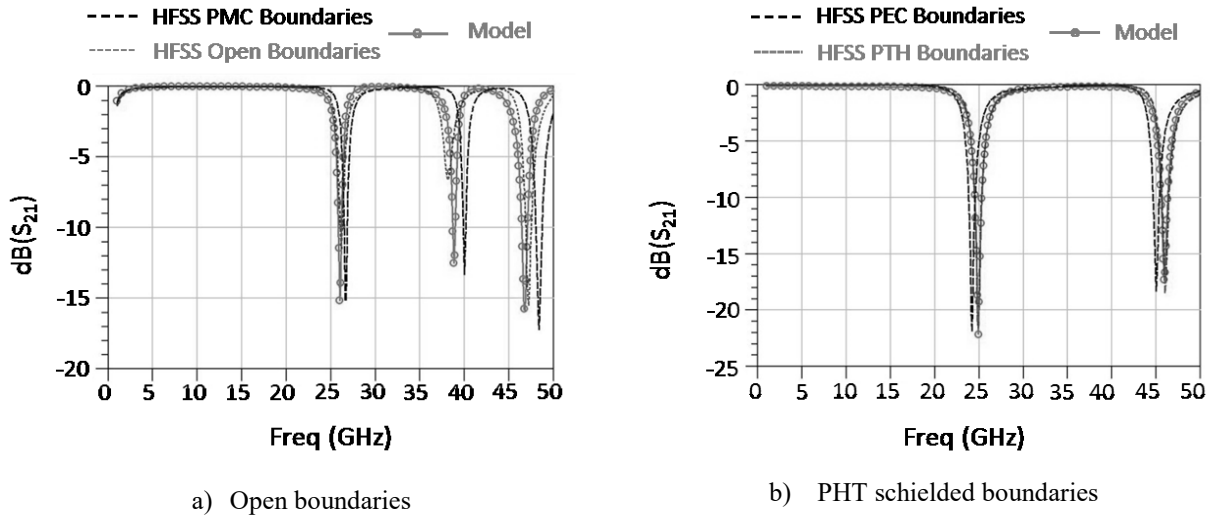 HFSS PMC Boundaries
HFSS Open Boundaries
Model
0
-5
-10
-15
-20
dB(S21)
0 5 10 15 20 25 30 35 40 45 50
Freq (GHz)
a) Open boundaries
HFSS PEC Boundaries
HFSS PTH Boundaries
Model
0
-5
-10
-15
-20
-25
dB(S21)
0 5 10 15 20 25 30 35 40 45 50
Freq (GHz)
b) PHT schielded boundaries